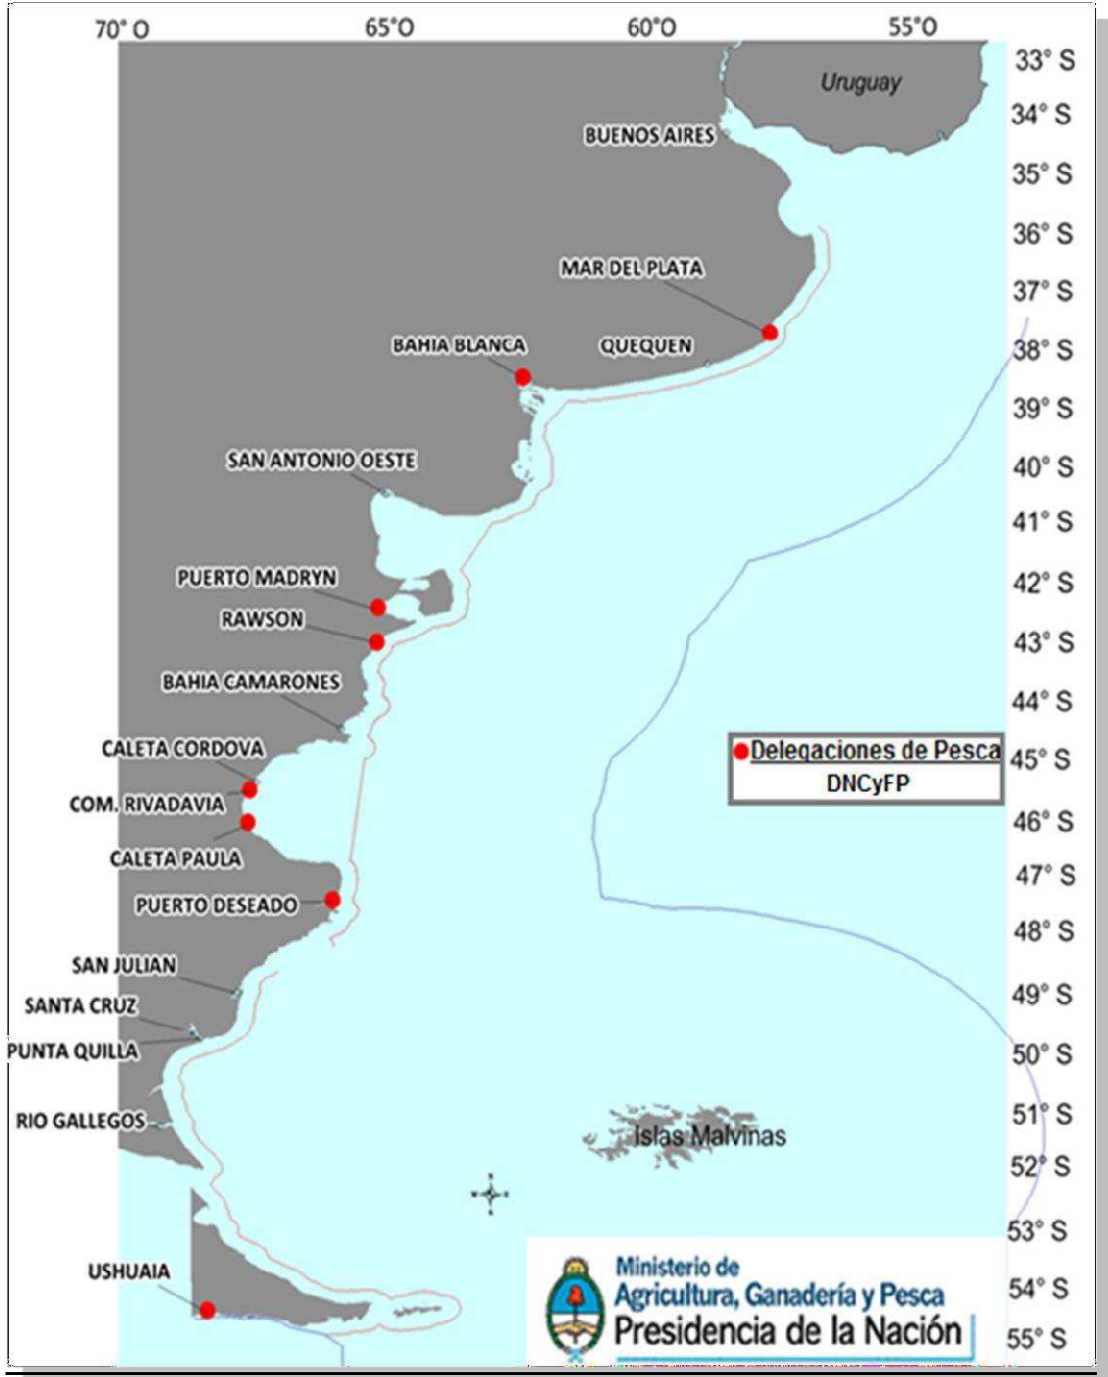 70° O 65° O 60° O 55° O
33° S
Uruguay
34° S
BUENOS AIRES
35° S
36° S
MAR DEL PLATA
37° S
BAHIA BLANCA
QUEQUEN
38° S
39° S
SAN ANTONIO OESTE
40° S
41° S
PUERTO MADRYN
42° S
RAWSON
43° S
BAHIA CAMARONES
44° S
CALETA CORDOVA
Delegaciones de Pesca
DNCyFP
45° S
COM. RIVADAVIA
46° S
CALETA PAULA
47° S
PUERTO DESEADO
48° S
SAN JULIAN
49° S
SANTA CRUZ
PUNTA QUILLA
50° S
RIO GALLEGOS
51° S
Islas Malvinas
52° S
53° S
USHUAIA
54° S
Ministerio de
Agricultura, Ganadería y Pesca
Presidencia de la Nación
55° S